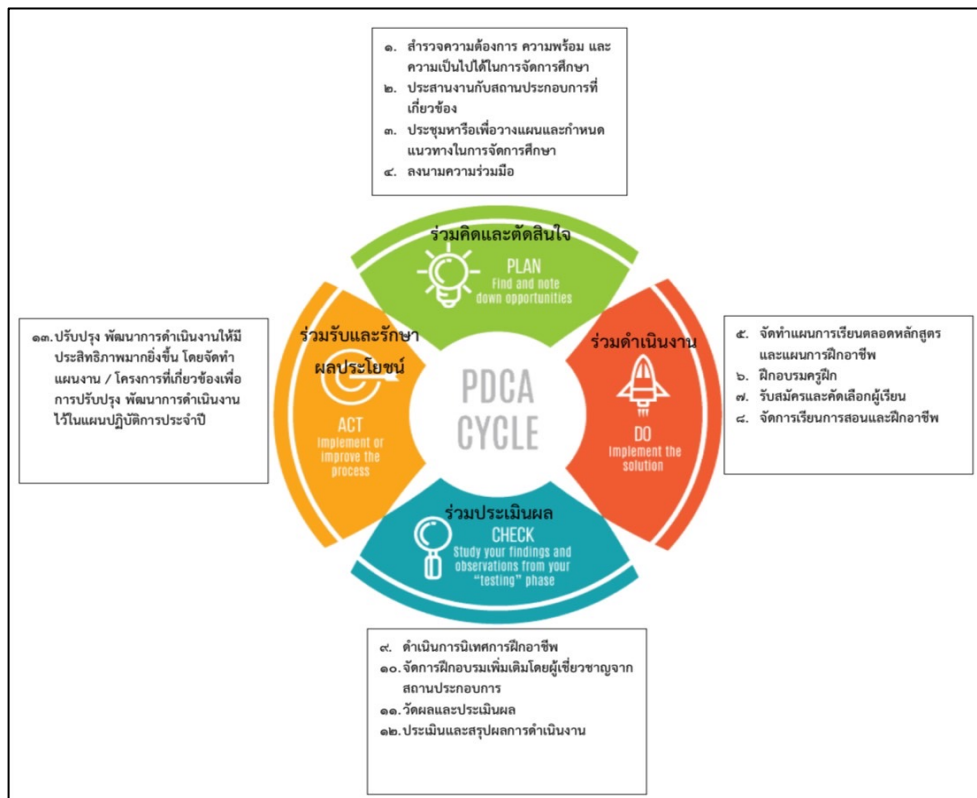 ๑. สำรวจความต้องการ ความพร้อม และ
ความเป็นไปได้ในการจัดการศึกษา
๒. ประสานงานกับสถานประกอบการที่
เกี่ยวข้อง
๓. ประชุมหารือเพื่อวางแผนและกำหนด
แนวทางในการจัดการศึกษา
๔. ลงนามความร่วมมือ
ร่วมคิดและตัดสินใจ
PLAN
Find and note
down opportunities
ร่วมดำเนินงาน
DO
Implement the
solution
๕. จัดทำแผนการเรียนตลอดหลักสูตร
และแผนการฝึกอาชีพ
๖. ฝึกอบรมครูฝึก
๗. รับสมัครและคัดเลือกผู้เรียน
๘. จัดการเรียนการสอนและฝึกอาชีพ
PDCA
CYCLE
ร่วมประเมินผล
CHECK
Study your findings and
observations from your
"testing" phase
๙. ดำเนินการนิเทศการฝึกอาชีพ
๑๐. จัดการฝึกอบรมเพิ่มเติมโดยผู้เชี่ยวชาญจาก
สถานประกอบการ
๑๑. วัดผลและประเมินผล
๑๒. ประเมินและสรุปผลการดำเนินงาน
ร่วมรับและรักษา
ผลประโยชน์
ACT
Implement or
improve the
process
๑๓. ปรับปรุง พัฒนาการดำเนินงานให้มี
ประสิทธิภาพมากยิ่งขึ้น โดยจัดทำ
แผนงาน / โครงการที่เกี่ยวข้องเพื่อ
การปรับปรุง พัฒนาการดำเนินงาน
ไว้ในแผนปฏิบัติการประจำปี